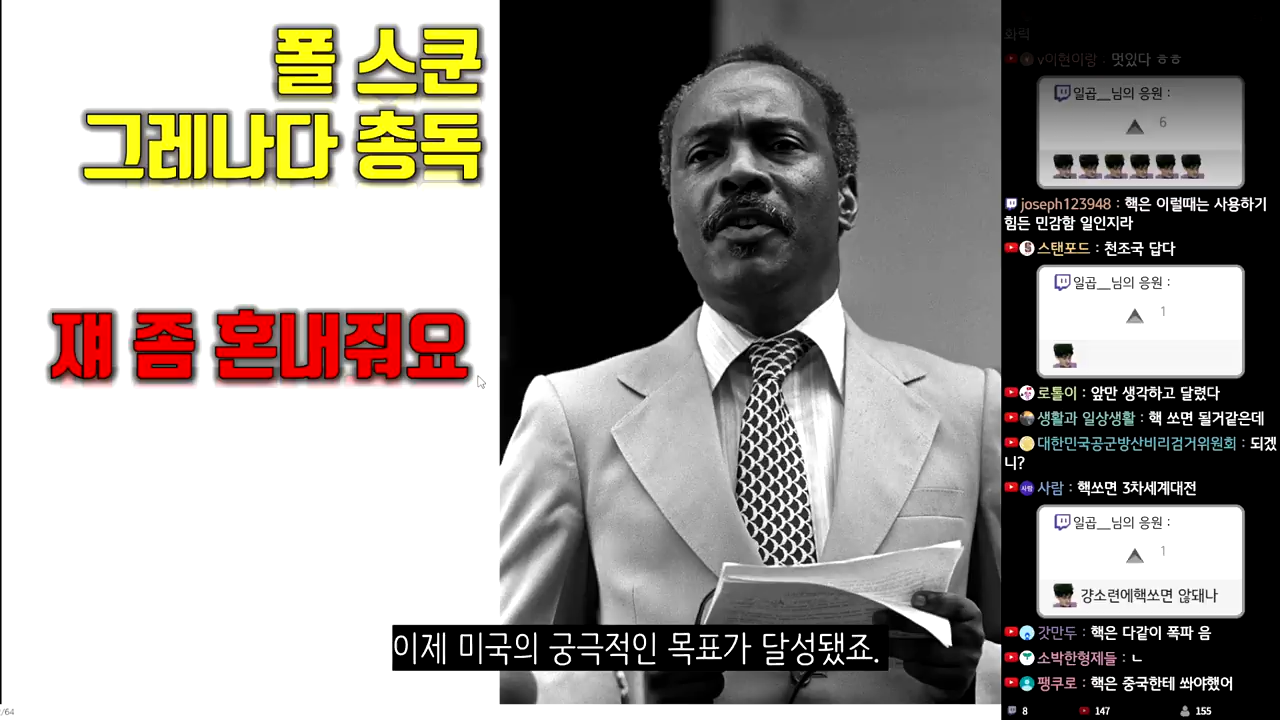 폴 스쿤
그레나다 총독
쟤 좀 혼내줘요
이제 미국의 궁극적인 목표가 달성됐죠.
/64
화력
v이현이랑 : 멋있다 ㅎㅎ
일곱__님의 응원 :
6
joseph123948 : 핵은 이럴때는 사용하기
힘든 민감함 일인지라
스탠포드 : 천조국 답다
일곱__님의 응원 :
1
로톨이 : 앞만 생각하고 달렸다
생활과 일상생활 : 핵 쏘면 될거같은데
대한민국공군방산비리검거위원회 : 되겠
니?
사람 사람 : 핵쏘면 3차세계대전
일곱__님의 응원 :
1
걍소련에핵쏘면 않돼나
갓만두 : 핵은 다같이 폭파 음
소박한형제들 : ㄴ
팽쿠로 : 핵은 중국한테 쏴야했어
8 147 155